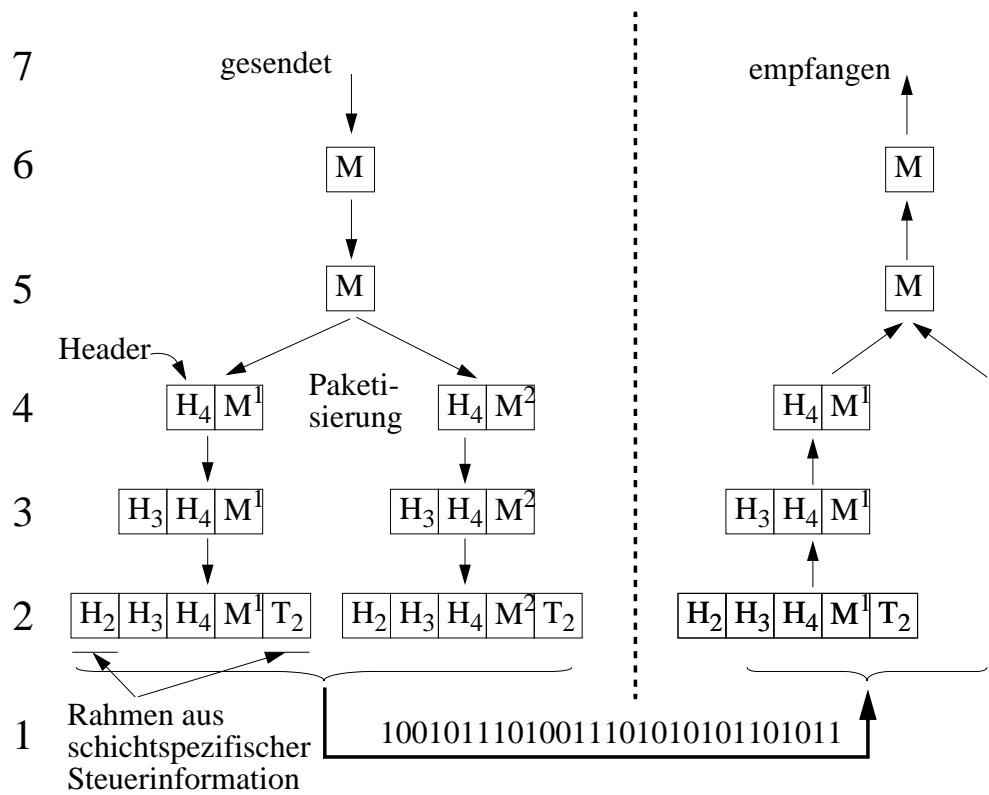 7 gesendet empfangen
6 M M
5 M M
Header
Paketi-
4 H₄ M¹ sierung H₄ M² H₄ M¹
3 H₃ H₄ M¹ H₃ H₄ M² H₃ H₄ M¹
2 H₂ H₃ H₄ M¹ T₂ H₂ H₃ H₄ M² T₂ H₂ H₃ H₄ M¹ T₂
Rahmen aus
1 schichtspezifischer 1001011101001110101010101101011
Steuerinformation